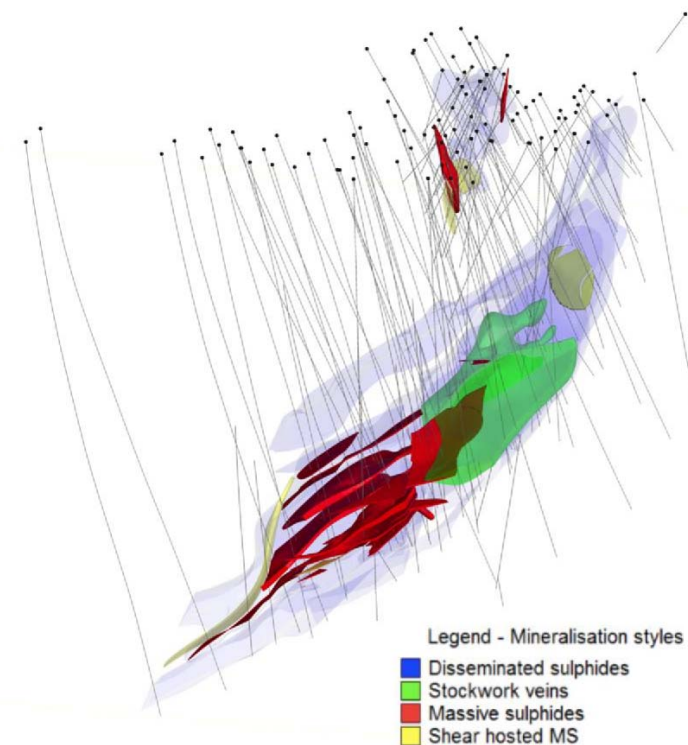 Legend - Mineralisation styles
Disseminated sulphides
Stockwork veins
Massive sulphides
Shear hosted MS